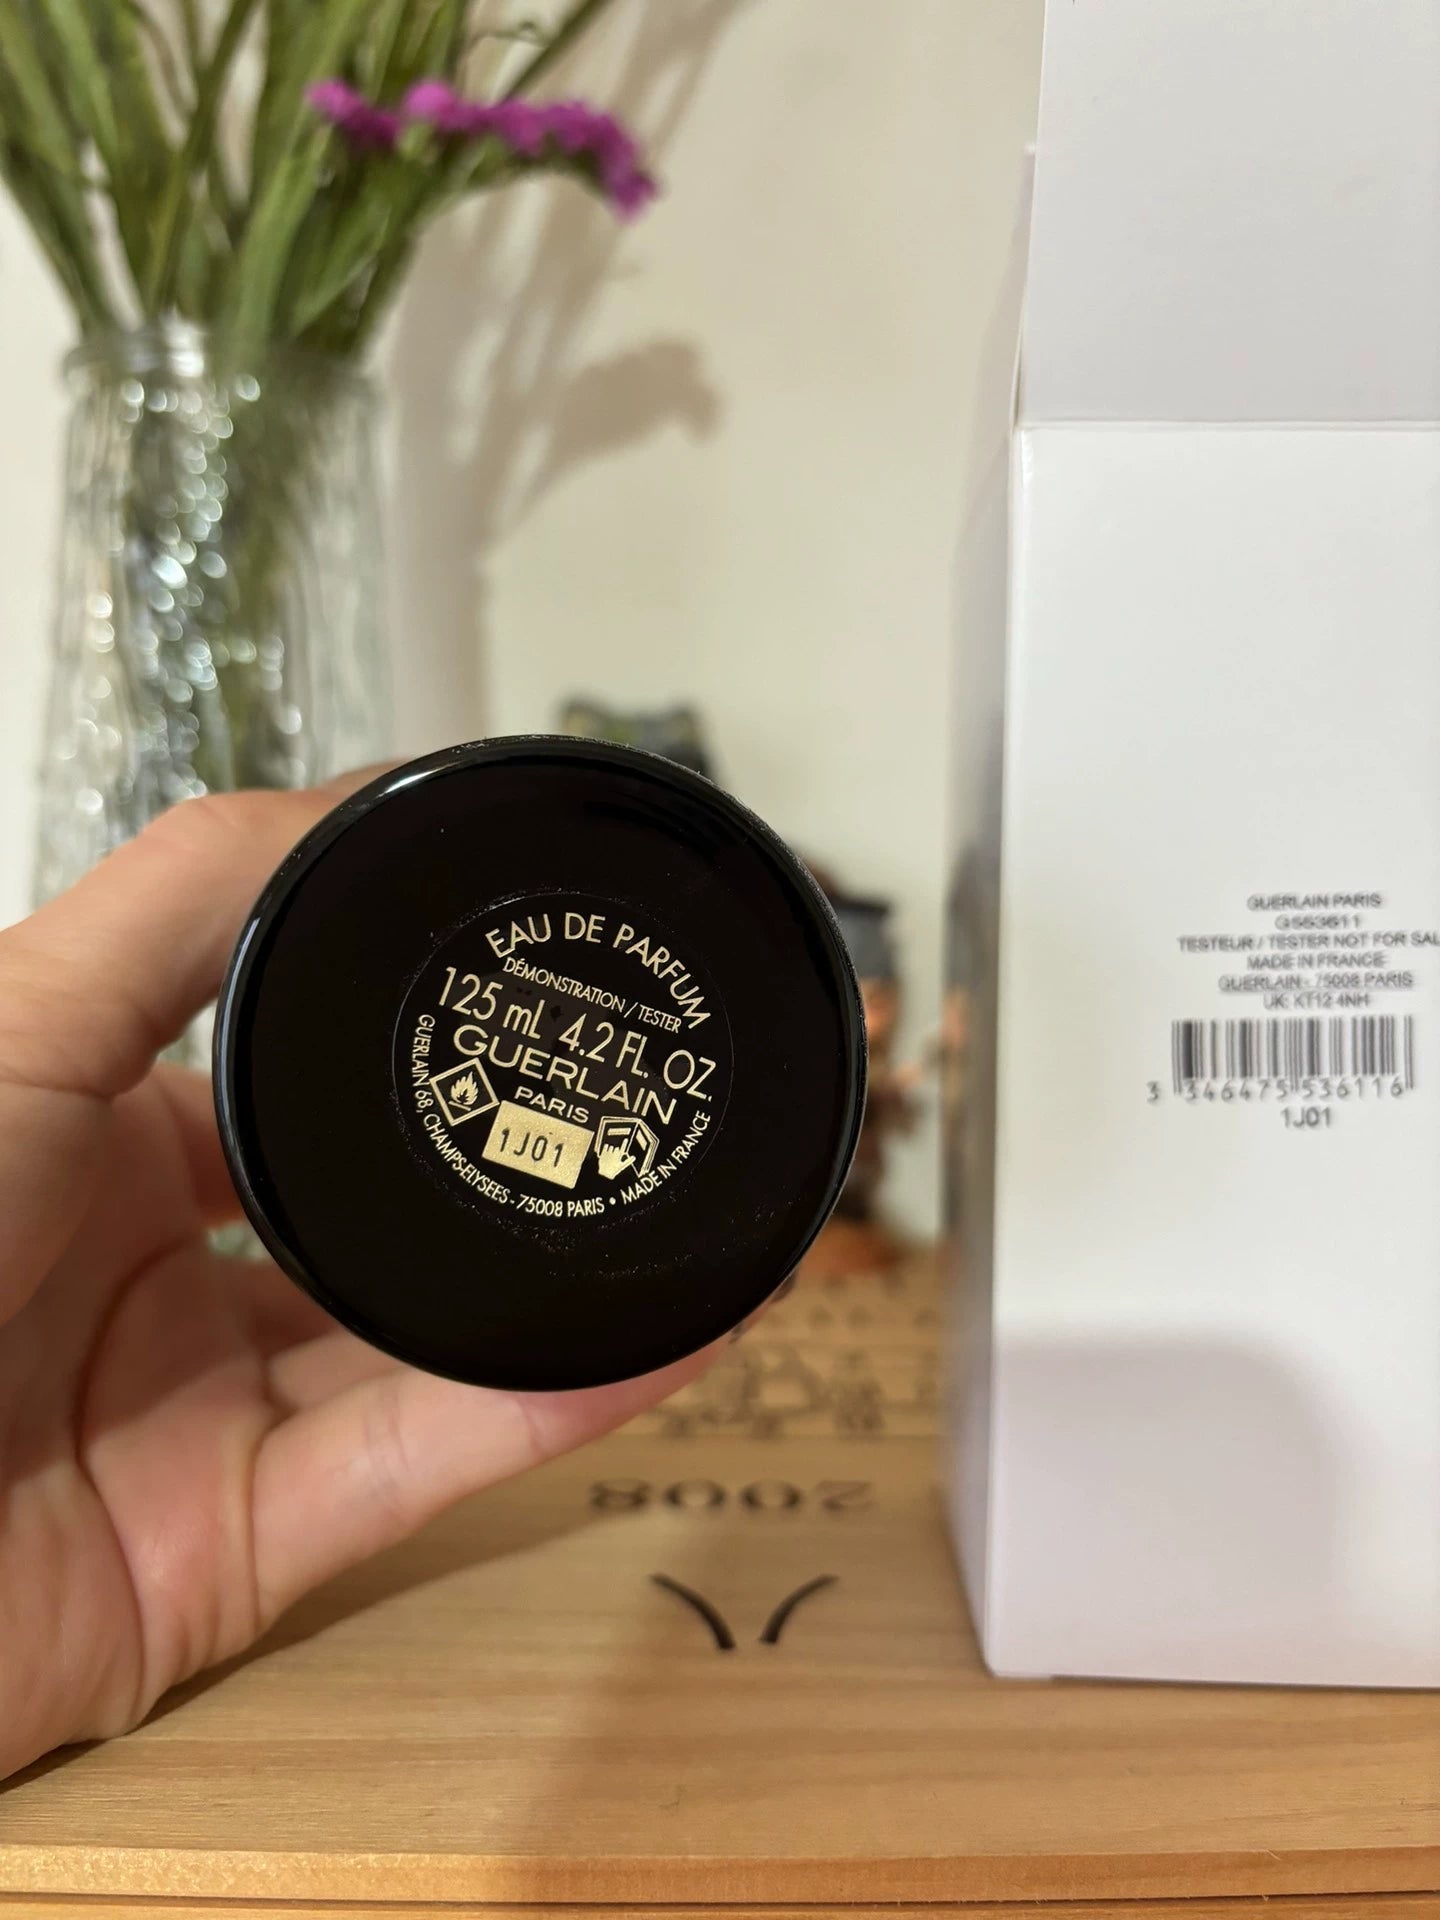 EAU DE PARFUM
DÉMONSTRATION / TESTER
125 mL 4.2 FL. OZ.
GUERLAIN
PARIS
1J01
GUERLAIN 68, CHAMPS-ELYSEES - 75008 PARIS • MADE IN FRANCE
GUERLAIN PARIS
G553611
TESTEUR / TESTER NOT FOR SAL
MADE IN FRANCE
GUERLAIN - 75008 PARIS
UK: KT12 4NH
3 346475 536116
1J01
2008